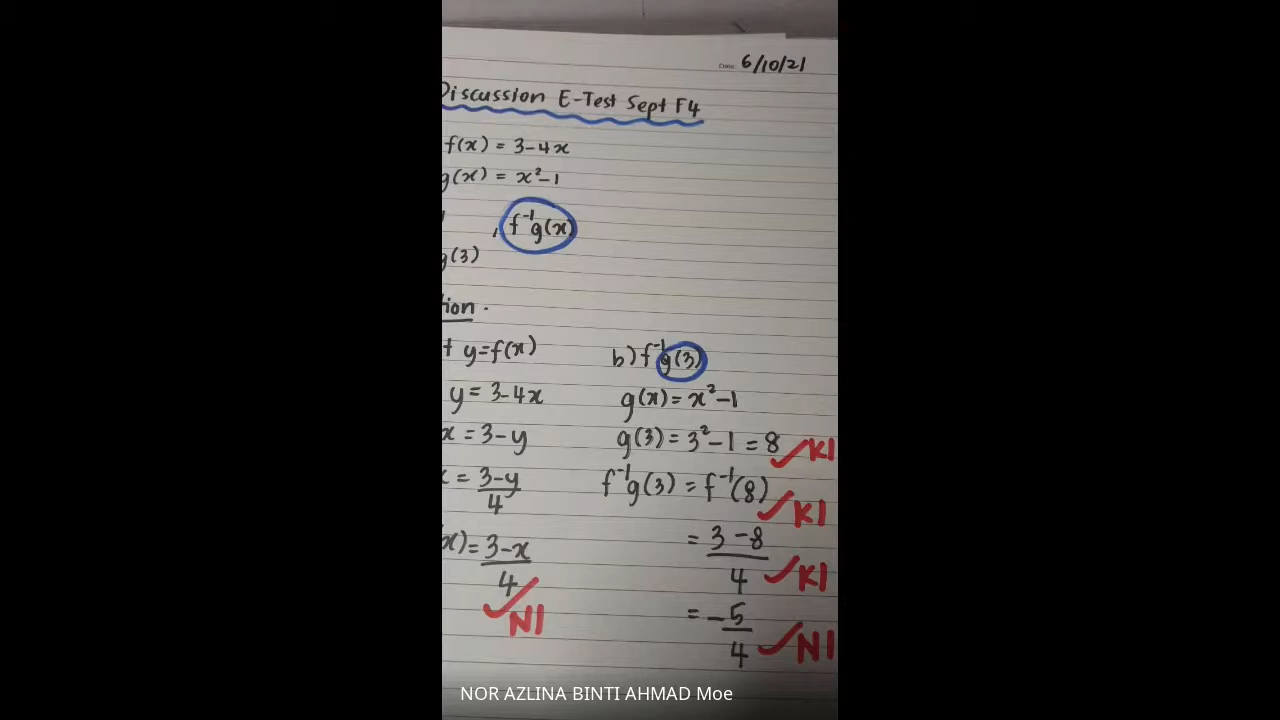 Date: 6/10/21
Discussion E-Test Sept F4
f(x) = 3-4x
g(x) = x²-1
, f⁻¹g(x)
g(3)
tion.
y=f(x)
y= 3-4x
x = 3-y
= 3-y
4
x)= 3-x
4
✓N1
b) f⁻¹g(3)
g(x)= x²-1
g(3) = 3²-1 = 8 ✓K1
f⁻¹g(3) = f⁻¹(8) ✓K1
= 3-8
4 ✓K1
= -5
4 ✓N1
NOR AZLINA BINTI AHMAD Moe